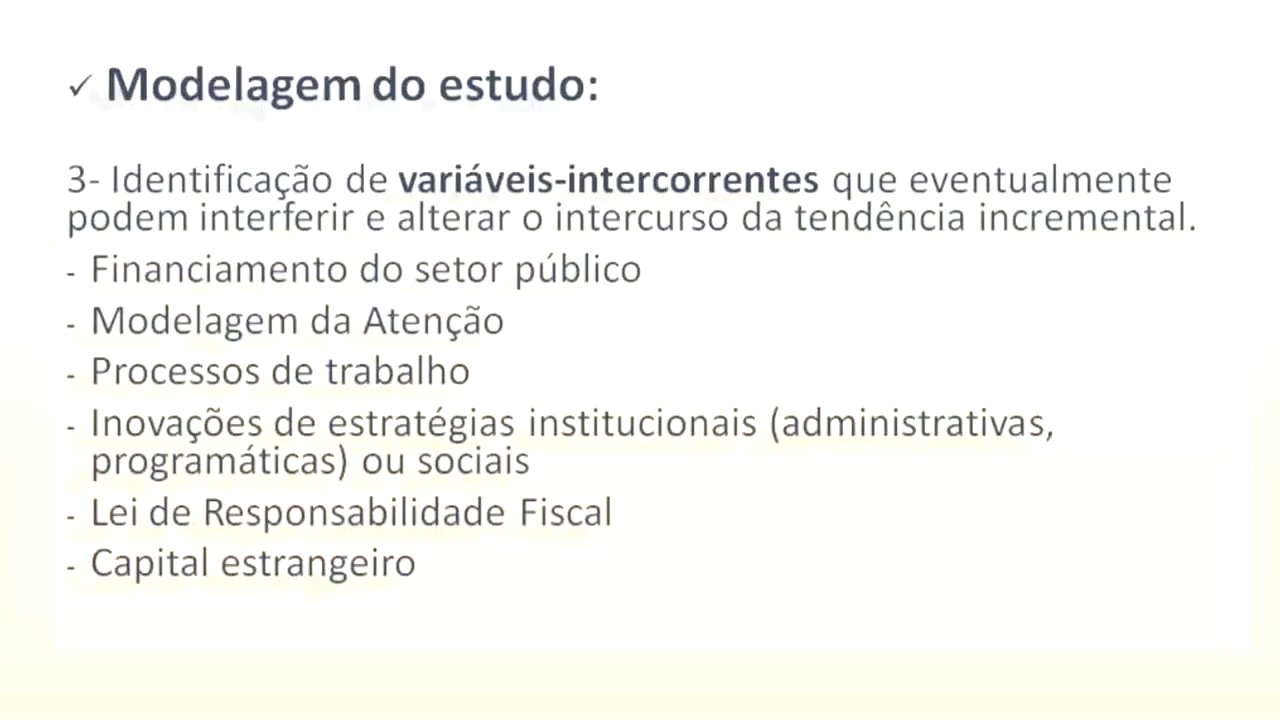 ✓ Modelagem do estudo:
3- Identificação de variáveis-intercorrentes que eventualmente
podem interferir e alterar o intercurso da tendência incremental.
- Financiamento do setor público
- Modelagem da Atenção
- Processos de trabalho
- Inovações de estratégias institucionais (administrativas,
programáticas) ou sociais
- Lei de Responsabilidade Fiscal
- Capital estrangeiro